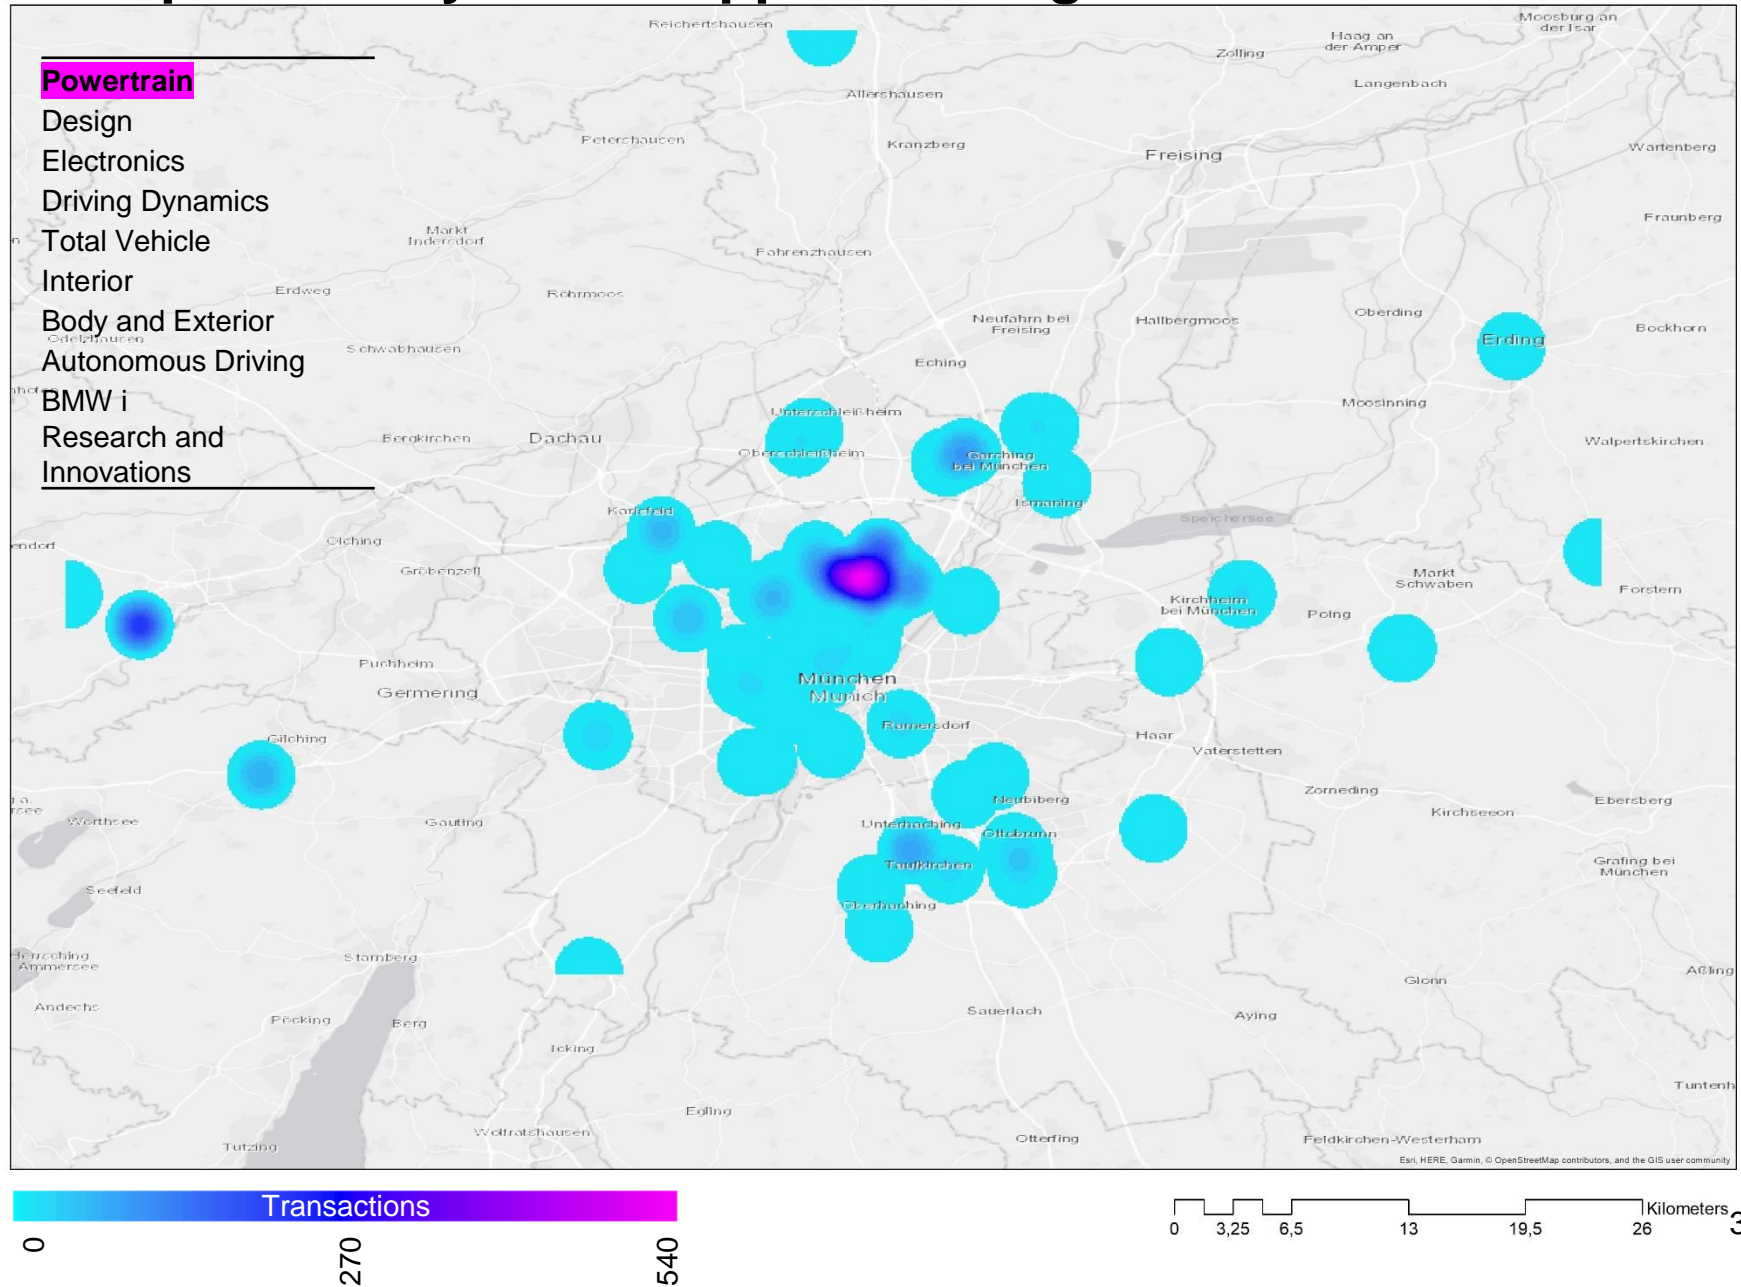 Reichertshausen
Moosburg an
der Isar
Haag an
der Amper
Zolling
Langenbach
Powertrain
Design
Electronics
Driving Dynamics
Total Vehicle
Interior
Body and Exterior
Autonomous Driving
BMW i
Research and
Innovations
Allershausen
Petershausen
Kranzberg
Freising
Wartenberg
Markt
Indersdorf
Fraunberg
Fahrenzhausen
Erdweg
Röhrmoos
Neufahrn bei
Freising
Hallbergmoos
Oberding
Bockhorn
Odelzhausen
Schwabhausen
Erding
Eching
Moosinning
Unterschleißheim
Bergkirchen
Dachau
Walpertskirchen
Oberschleißheim
Garching
bei München
Ismaning
Karlsfeld
Speichersee
endorf
Olching
Gröbenzell
Markt
Schwaben
Forstern
Kirchheim
bei München
Poing
Puchheim
Germering
München
Munich
Ramersdorf
Gilching
Haar
Vaterstetten
Zorneding
Neubiberg
Ebersberg
Kirchseeon
Wörthsee
Gauting
Unterhaching
Ottobrunn
Taufkirchen
Grafing bei
München
Seefeld
Oberhaching
Herrsching
Ammersee
Starnberg
Aßling
Glonn
Andechs
Pöcking
Berg
Sauerlach
Aying
Icking
Tuntenh
Egling
Wolfratshausen
Otterfing
Feldkirchen-Westerham
Tutzing
Esri, HERE, Garmin, © OpenStreetMap contributors, and the GIS user community
Transactions
0 270 540
Kilometers
0 3,25 6,5 13 19,5 26